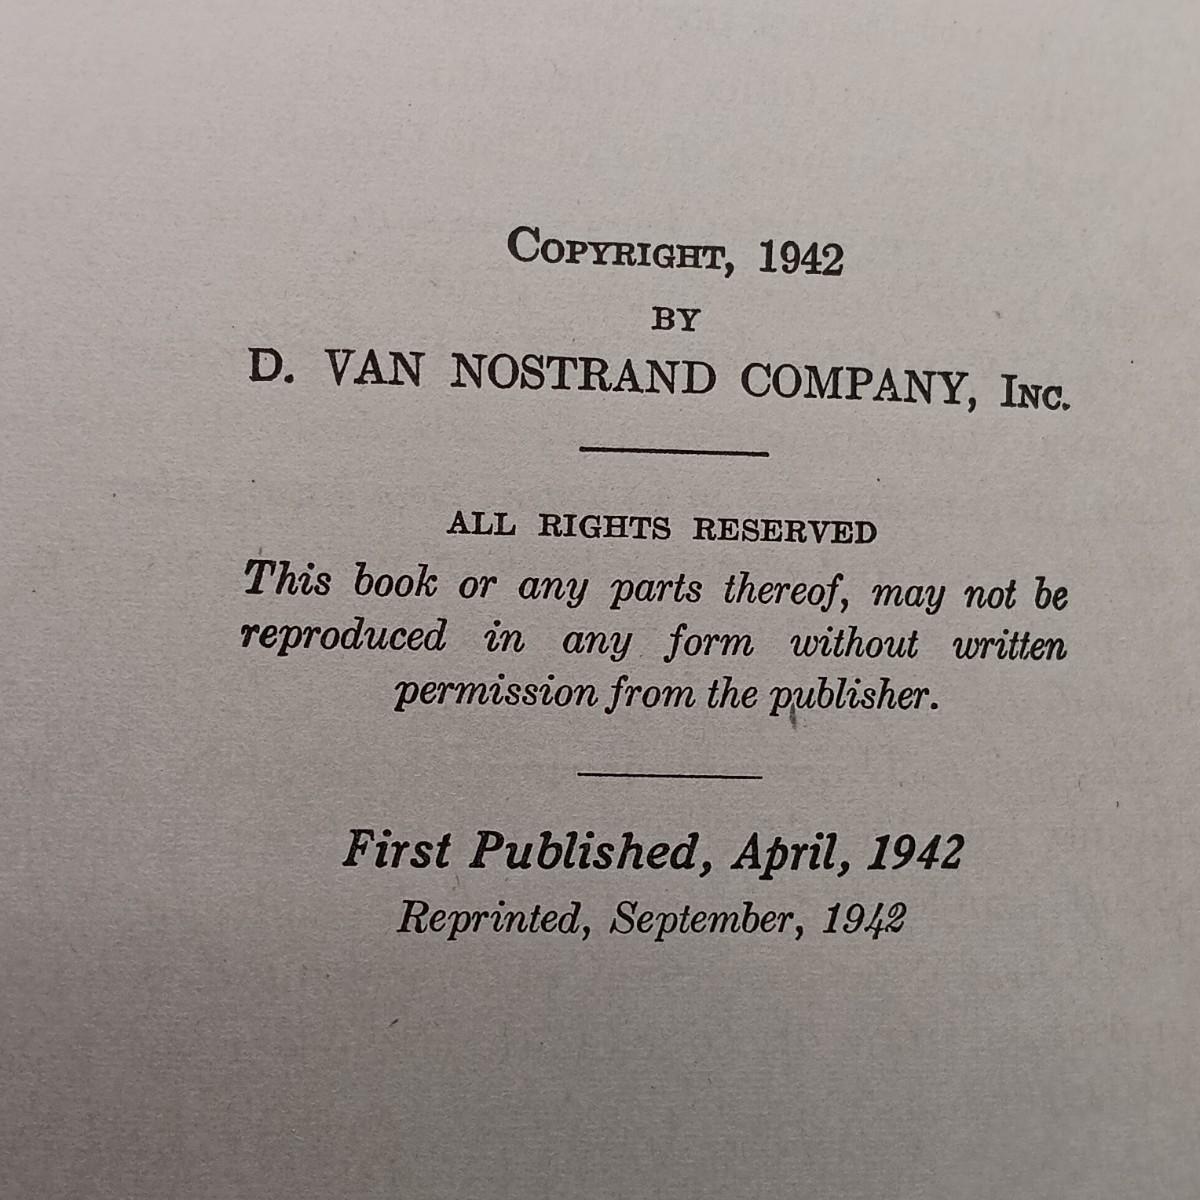 COPYRIGHT, 1942
BY
D. VAN NOSTRAND COMPANY, INC.
ALL RIGHTS RESERVED
This book or any parts thereof, may not be
reproduced in any form without written
permission from the publisher.
First Published, April, 1942
Reprinted, September, 1942